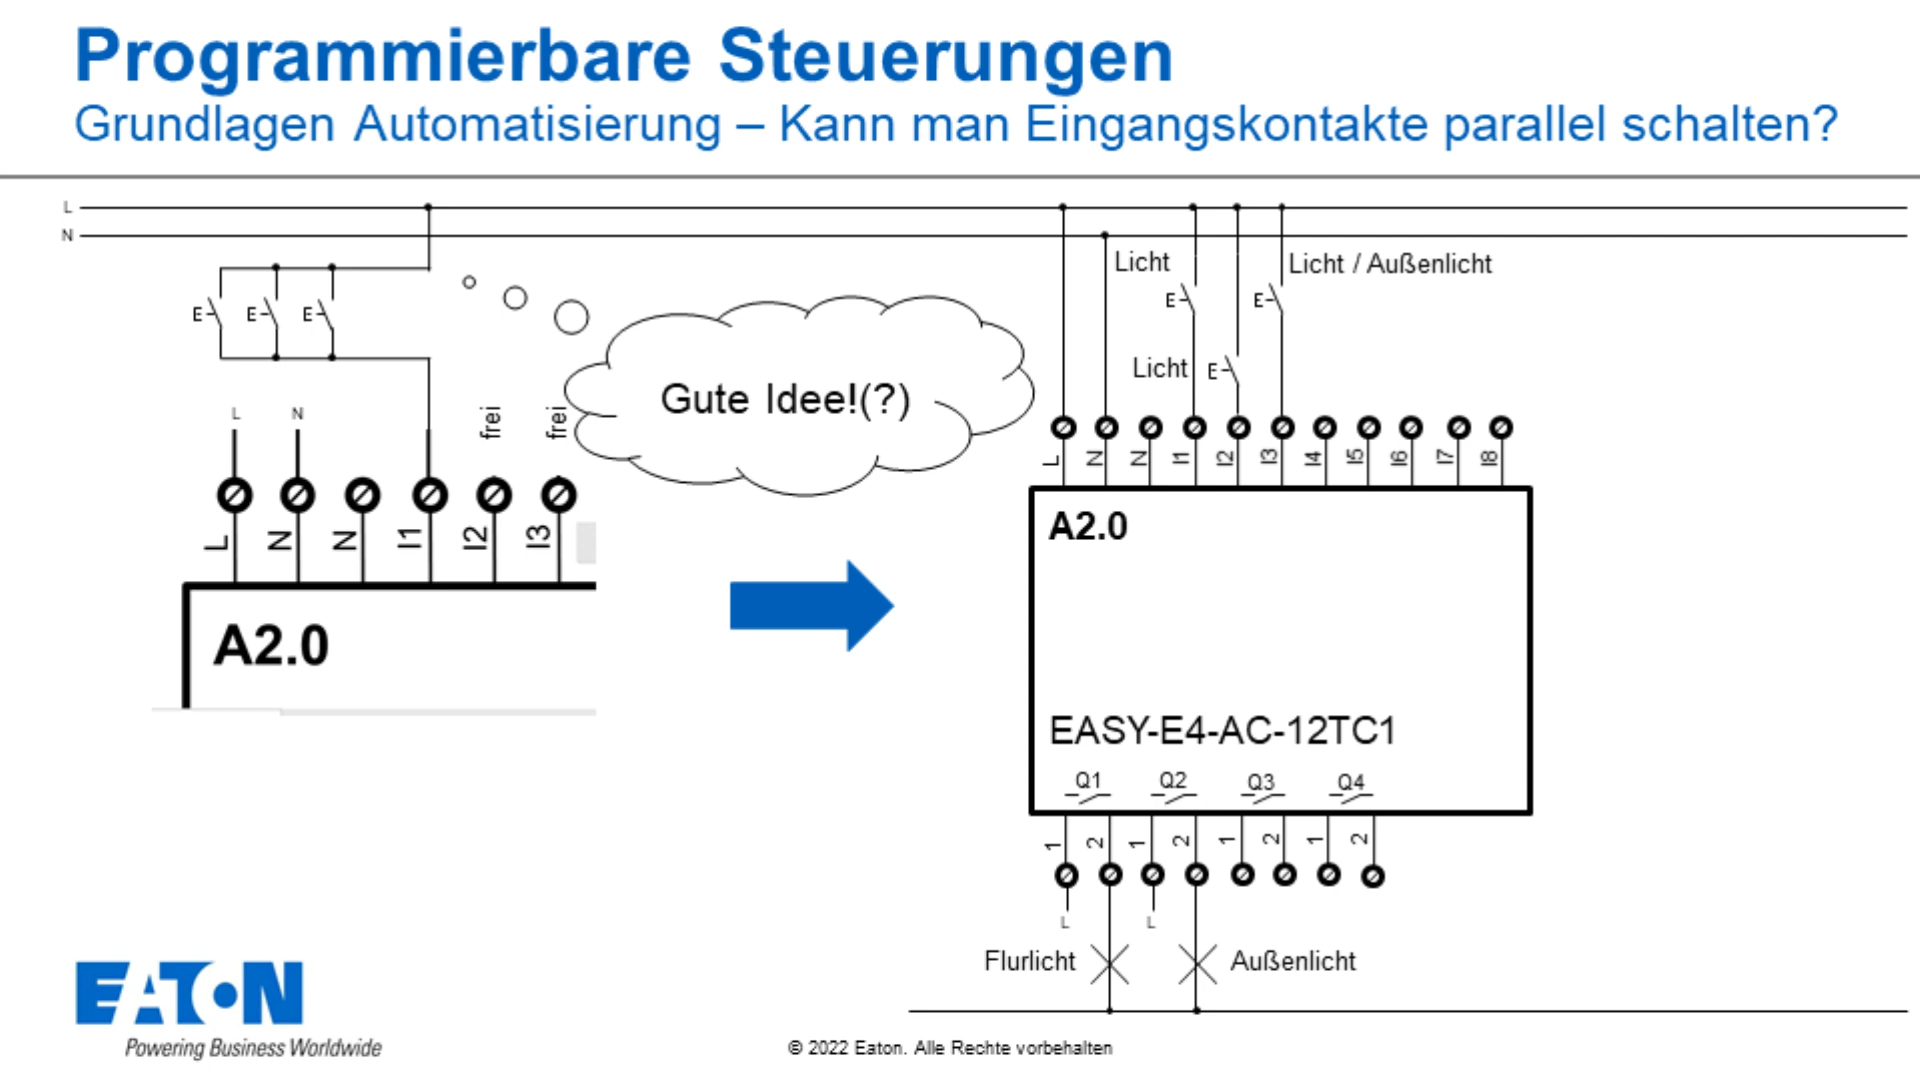 Programmierbare Steuerungen
Grundlagen Automatisierung – Kann man Eingangskontakte parallel schalten?
L
N
Licht
Licht / Außenlicht
E
E
E
E
E
Licht
E
Gute Idee!(?)
L
N
frei
frei
L
N
N
I1
I2
I3
A2.0
L
N
N
I1
I2
I3
I4
I5
I6
I7
I8
A2.0
EASY-E4-AC-12TC1
Q1
Q2
Q3
Q4
1
2
1
2
1
2
1
2
L
L
Flurlicht
Außenlicht
EATON
Powering Business Worldwide
© 2022 Eaton. Alle Rechte vorbehalten